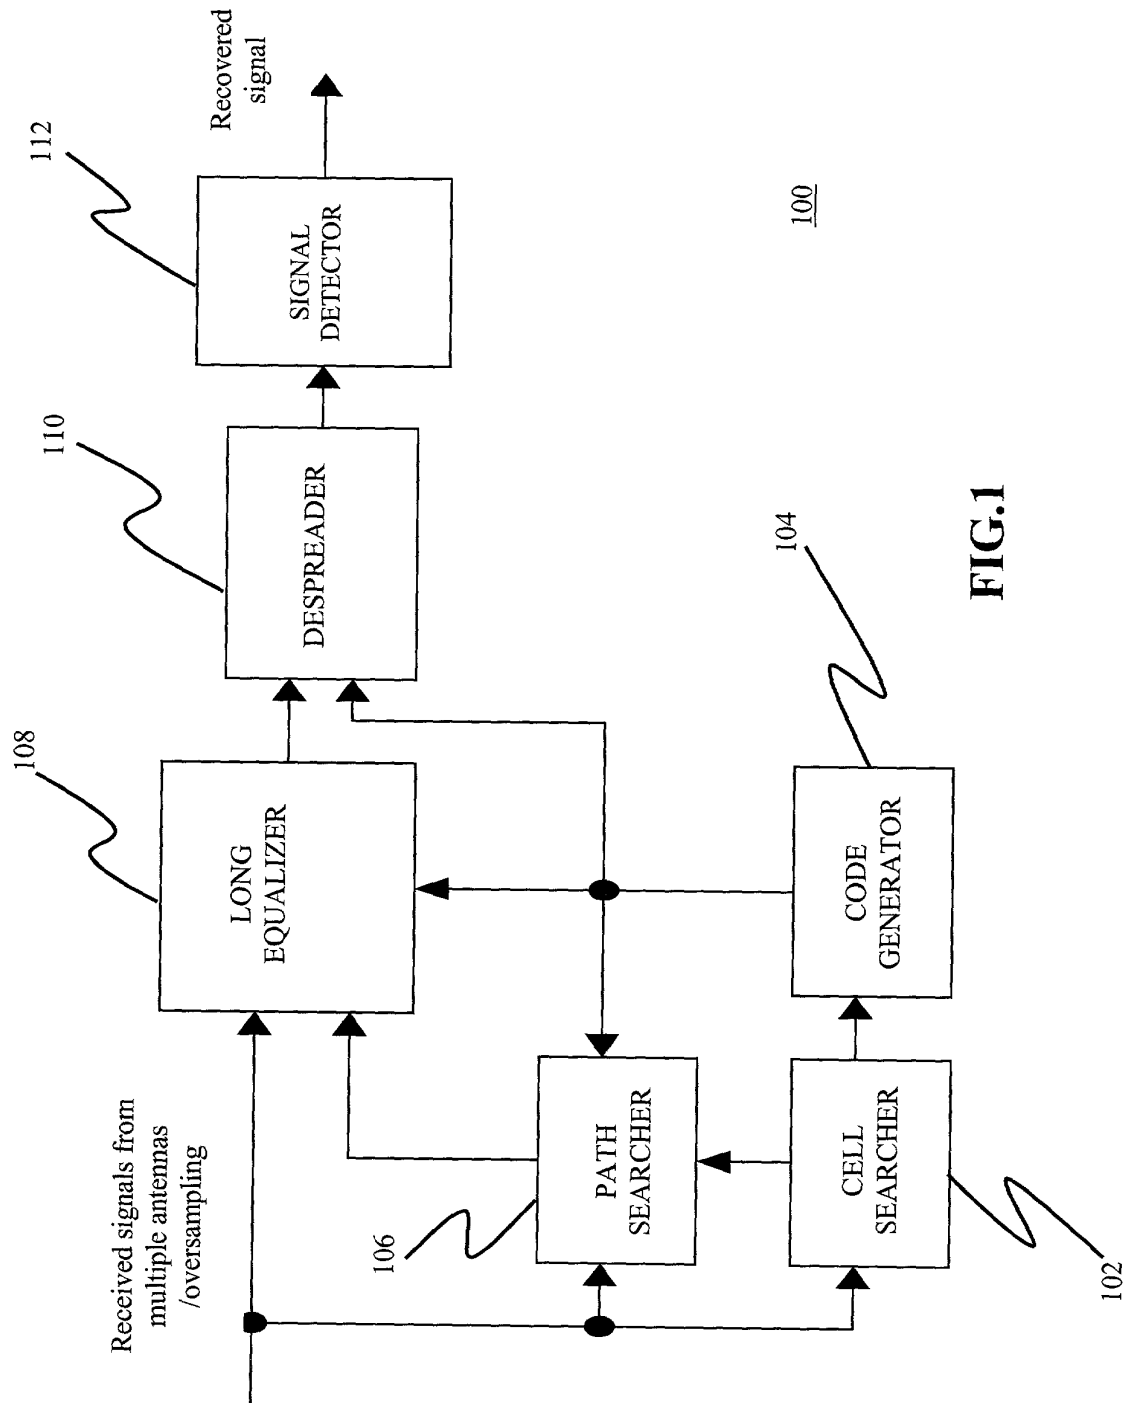 Received signals from
multiple antennas
/oversampling
108
LONG
EQUALIZER
110
DESPREADER
112
SIGNAL
DETECTOR
Recovered
signal
106
PATH
SEARCHER
102
CELL
SEARCHER
104
CODE
GENERATOR
100
FIG.1